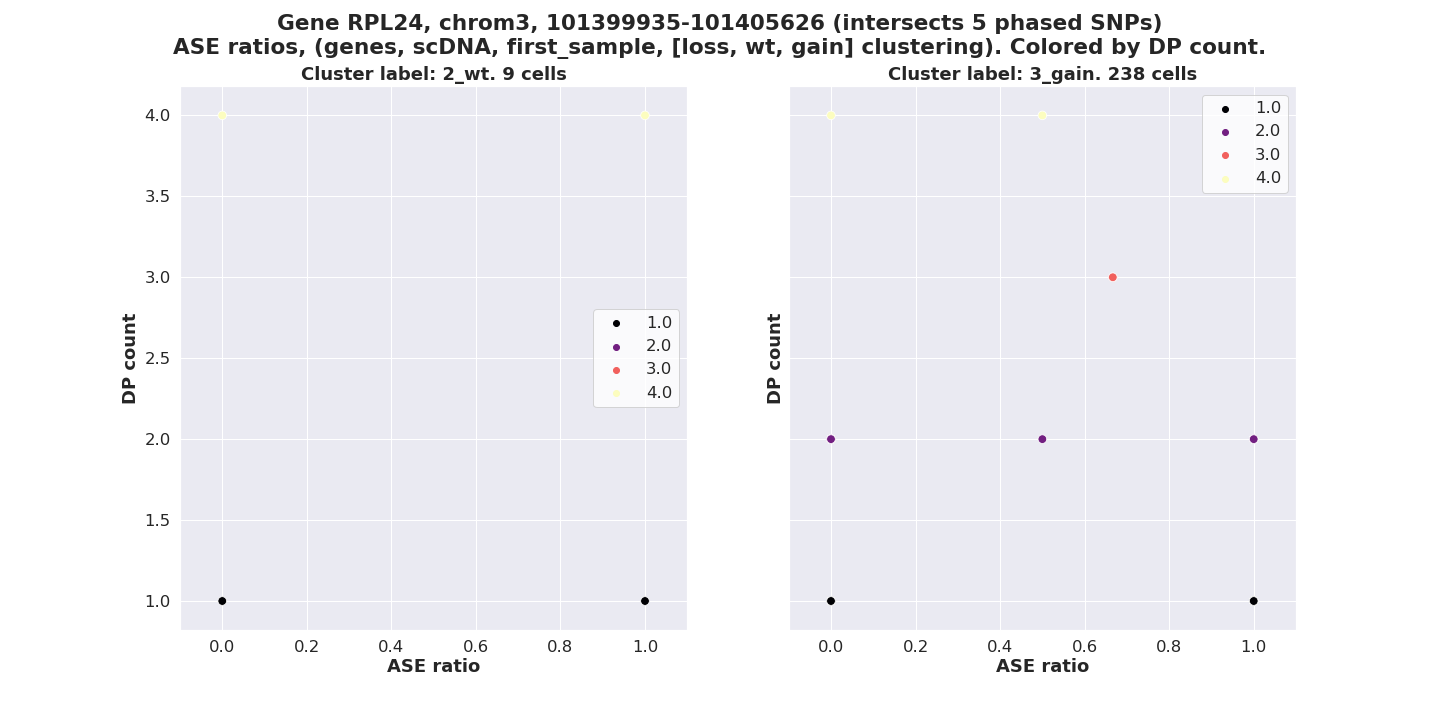 Gene RPL24, chrom3, 101399935-101405626 (intersects 5 phased SNPs)
ASE ratios, (genes, scDNA, first_sample, [loss, wt, gain] clustering). Colored by DP count.
Cluster label: 2_wt. 9 cells
DP count
4.0
3.5
3.0
2.5
2.0
1.5
1.0
1.0
2.0
3.0
4.0
0.0 0.2 0.4 0.6 0.8 1.0
ASE ratio
Cluster label: 3_gain. 238 cells
DP count
1.0
2.0
3.0
4.0
0.0 0.2 0.4 0.6 0.8 1.0
ASE ratio